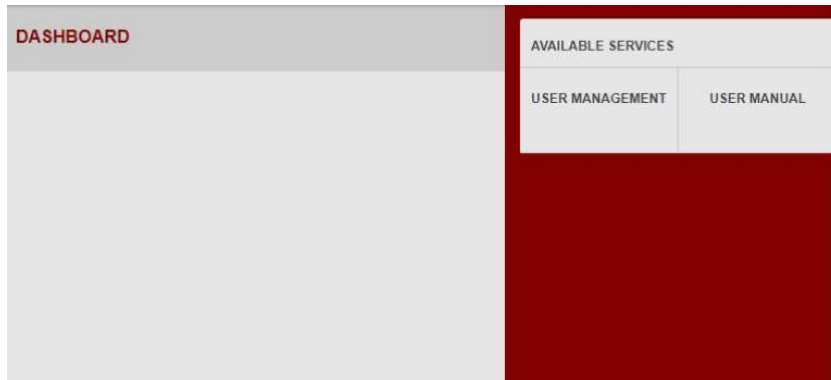 DASHBOARD
AVAILABLE SERVICES
USER MANAGEMENT
USER MANUAL